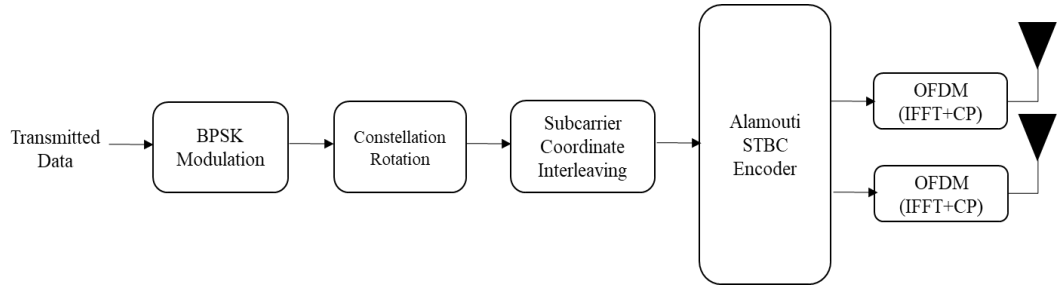 Transmitted
Data
BPSK
Modulation
Constellation
Rotation
Subcarrier
Coordinate
Interleaving
Alamouti
STBC
Encoder
OFDM
(IFFT+CP)
OFDM
(IFFT+CP)